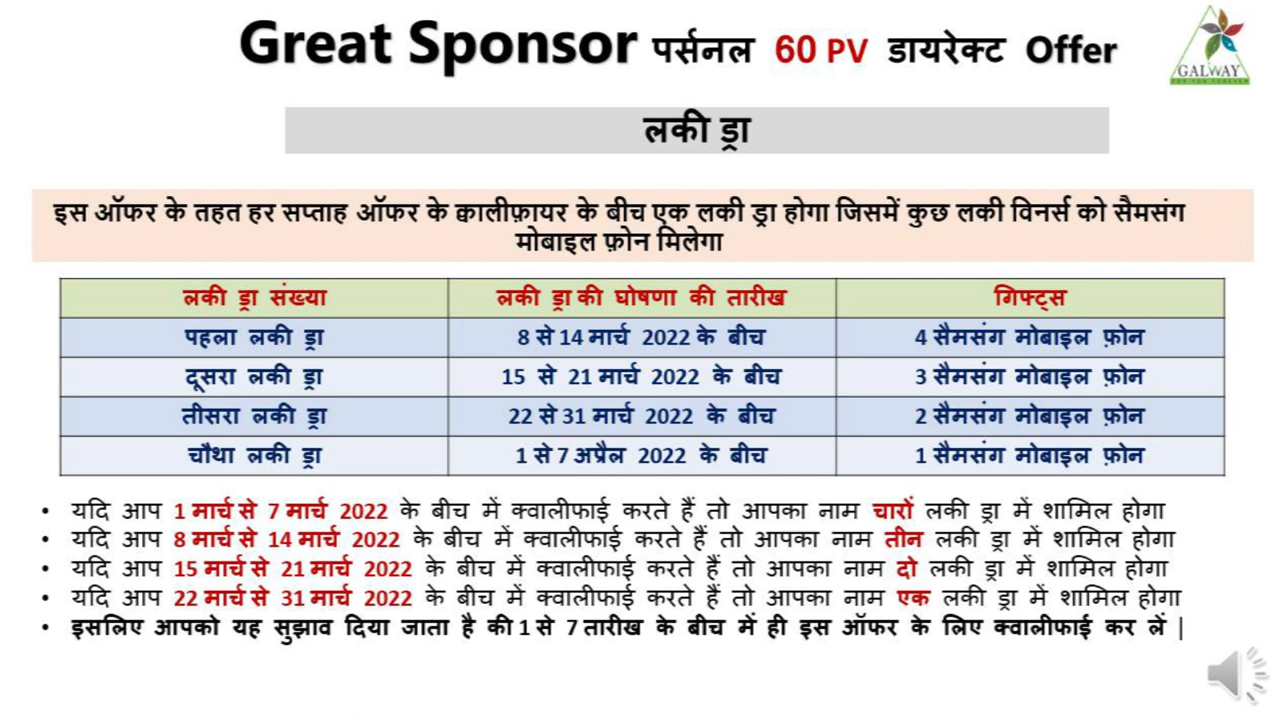 Great Sponsor पर्सनल 60 PV डायरेक्ट Offer
GALWAY
लकी ड्रा
इस ऑफर के तहत हर सप्ताह ऑफर के क्वालीफ़ायर के बीच एक लकी ड्रा होगा जिसमें कुछ लकी विनर्स को सैमसंग
मोबाइल फ़ोन मिलेगा
लकी ड्रा संख्या लकी ड्रा की घोषणा की तारीख गिफ्ट्स
पहला लकी ड्रा 8 से 14 मार्च 2022 के बीच 4 सैमसंग मोबाइल फ़ोन
दूसरा लकी ड्रा 15 से 21 मार्च 2022 के बीच 3 सैमसंग मोबाइल फ़ोन
तीसरा लकी ड्रा 22 से 31 मार्च 2022 के बीच 2 सैमसंग मोबाइल फ़ोन
चौथा लकी ड्रा 1 से 7 अप्रैल 2022 के बीच 1 सैमसंग मोबाइल फ़ोन
• यदि आप 1 मार्च से 7 मार्च 2022 के बीच में क्वालीफाई करते हैं तो आपका नाम चारों लकी ड्रा में शामिल होगा
• यदि आप 8 मार्च से 14 मार्च 2022 के बीच में क्वालीफाई करते हैं तो आपका नाम तीन लकी ड्रा में शामिल होगा
• यदि आप 15 मार्च से 21 मार्च 2022 के बीच में क्वालीफाई करते हैं तो आपका नाम दो लकी ड्रा में शामिल होगा
• यदि आप 22 मार्च से 31 मार्च 2022 के बीच में क्वालीफाई करते हैं तो आपका नाम एक लकी ड्रा में शामिल होगा
• इसलिए आपको यह सुझाव दिया जाता है की 1 से 7 तारीख के बीच में ही इस ऑफर के लिए क्वालीफाई कर लें |